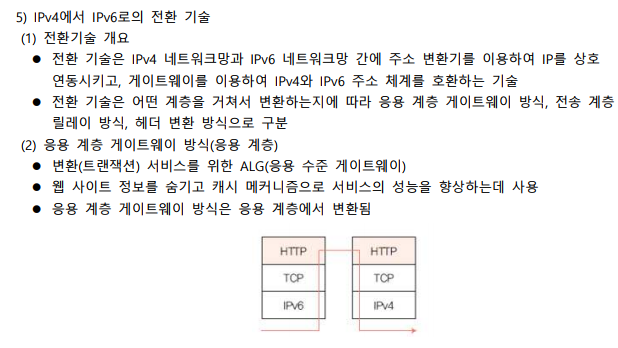 5) IPv4에서 IPv6로의 전환 기술
(1) 전환기술 개요
● 전환 기술은 IPv4 네트워크망과 IPv6 네트워크망 간에 주소 변환기를 이용하여 IP를 상호
연동시키고, 게이트웨이를 이용하여 IPv4와 IPv6 주소 체계를 호환하는 기술
● 전환 기술은 어떤 계층을 거쳐서 변환하는지에 따라 응용 계층 게이트웨이 방식, 전송 계층
릴레이 방식, 헤더 변환 방식으로 구분
(2) 응용 계층 게이트웨이 방식(응용 계층)
● 변환(트랜잭션) 서비스를 위한 ALG(응용 수준 게이트웨이)
● 웹 사이트 정보를 숨기고 캐시 메커니즘으로 서비스의 성능을 향상하는데 사용
● 응용 계층 게이트웨이 방식은 응용 계층에서 변환됨
HTTP HTTP
TCP TCP
IPv6 IPv4